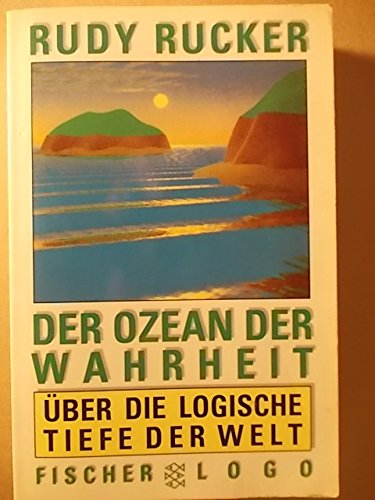 RUDY RUCKER
DER OZEAN DER
WAHRHEIT
ÜBER DIE LOGISCHE
TIEFE DER WELT
FISCHER LOGO